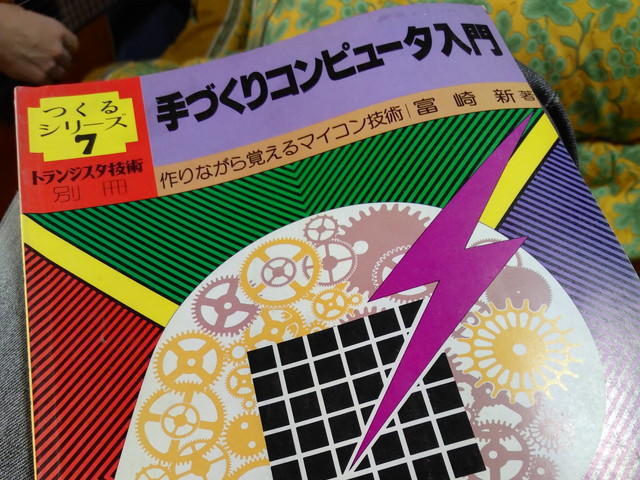 つくる
シリーズ
7
トランジスタ技術
別冊
手づくりコンピュータ入門
作りながら覚えるマイコン技術 富崎 新 著